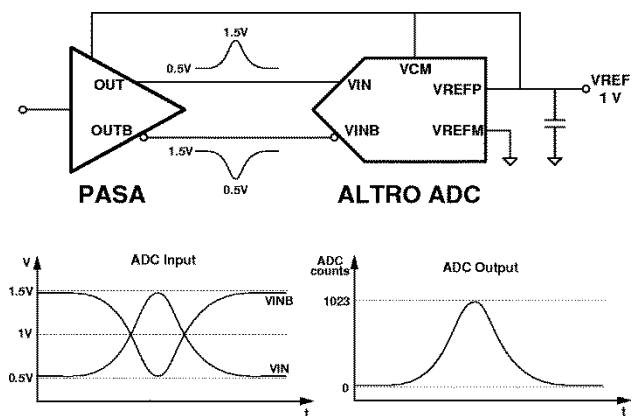 1.5V
0.5V
OUT
OUTB
1.5V
0.5V
PASA
VCM
VIN
VREFP
VINB
VREFM
VREF
1 V
ALTRO ADC
ADC Input
V
1.5V
1V
0.5V
VINB
VIN
t
ADC Output
ADC
counts
1023
0
t